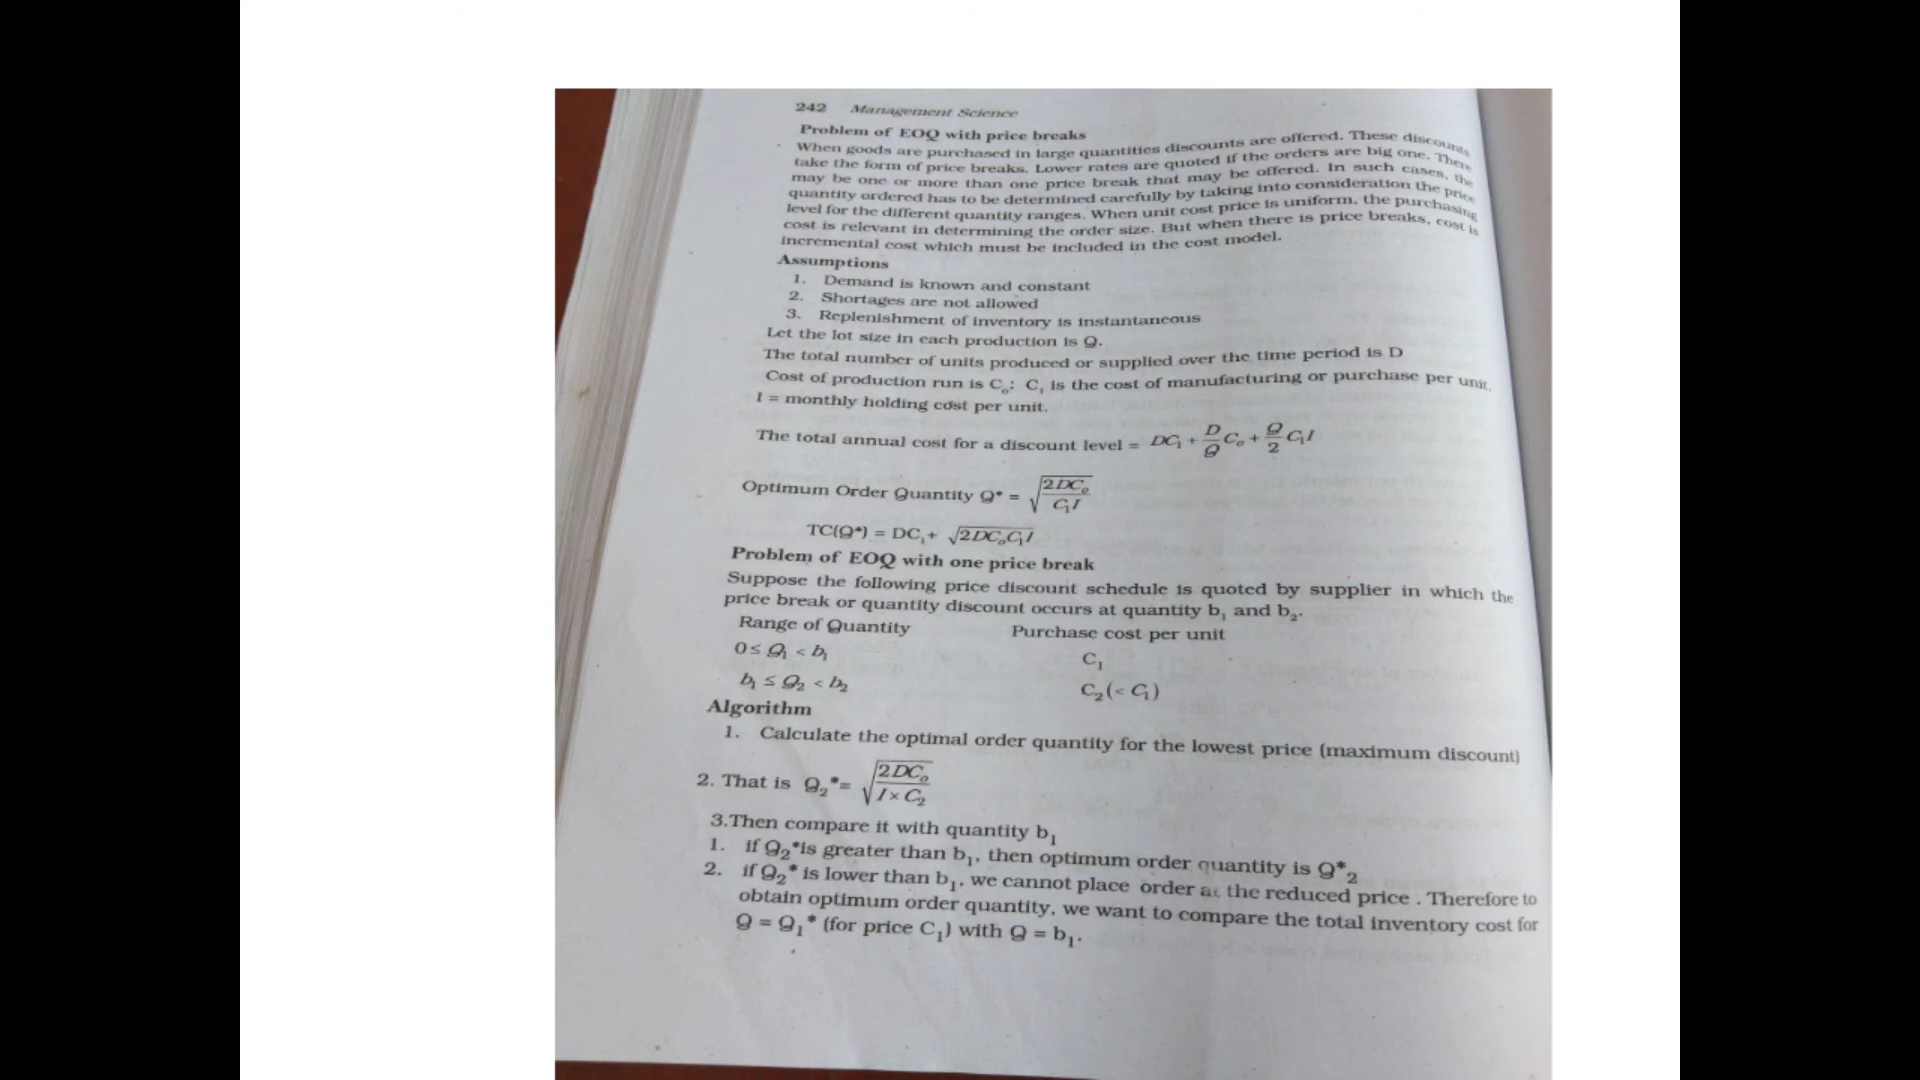 242 Management Science
Problem of EOQ with price breaks
When goods are purchased in large quantities discounts are offered. These discounts
take the form of price breaks. Lower rates are quoted if the orders are big one. There
may be one or more than one price break that may be offered. In such cases, the
quantity ordered has to be determined carefully by taking into consideration the price
level for the different quantity ranges. When unit cost price is uniform, the purchasing
cost is relevant in determining the order size. But when there is price breaks, cost is
incremental cost which must be included in the cost model.
Assumptions
1. Demand is known and constant
2. Shortages are not allowed
3. Replenishment of inventory is instantaneous
Let the lot size in each production is Q.
The total number of units produced or supplied over the time period is D
Cost of production run is C₀: C₁ is the cost of manufacturing or purchase per unit.
I = monthly holding cost per unit.
The total annual cost for a discount level = DC₁ + D/Q C₀ + Q/2 C₁I
Optimum Order Quantity Q* = √(2DC₀ / C₁I)
TC(Q*) = DC₁ + √(2DC₀C₁I)
Problem of EOQ with one price break
Suppose the following price discount schedule is quoted by supplier in which the
price break or quantity discount occurs at quantity b₁ and b₂.
Range of Quantity Purchase cost per unit
0 ≤ Q₁ < b₁ C₁
b₁ ≤ Q₂ < b₂ C₂(< C₁)
Algorithm
1. Calculate the optimal order quantity for the lowest price (maximum discount)
2. That is Q₂* = √(2DC₀ / I × C₂)
3.Then compare it with quantity b₁
1. if Q₂* is greater than b₁, then optimum order quantity is Q*₂
2. if Q₂* is lower than b₁, we cannot place order at the reduced price . Therefore to
obtain optimum order quantity, we want to compare the total inventory cost for
Q = Q₁* (for price C₁) with Q = b₁.